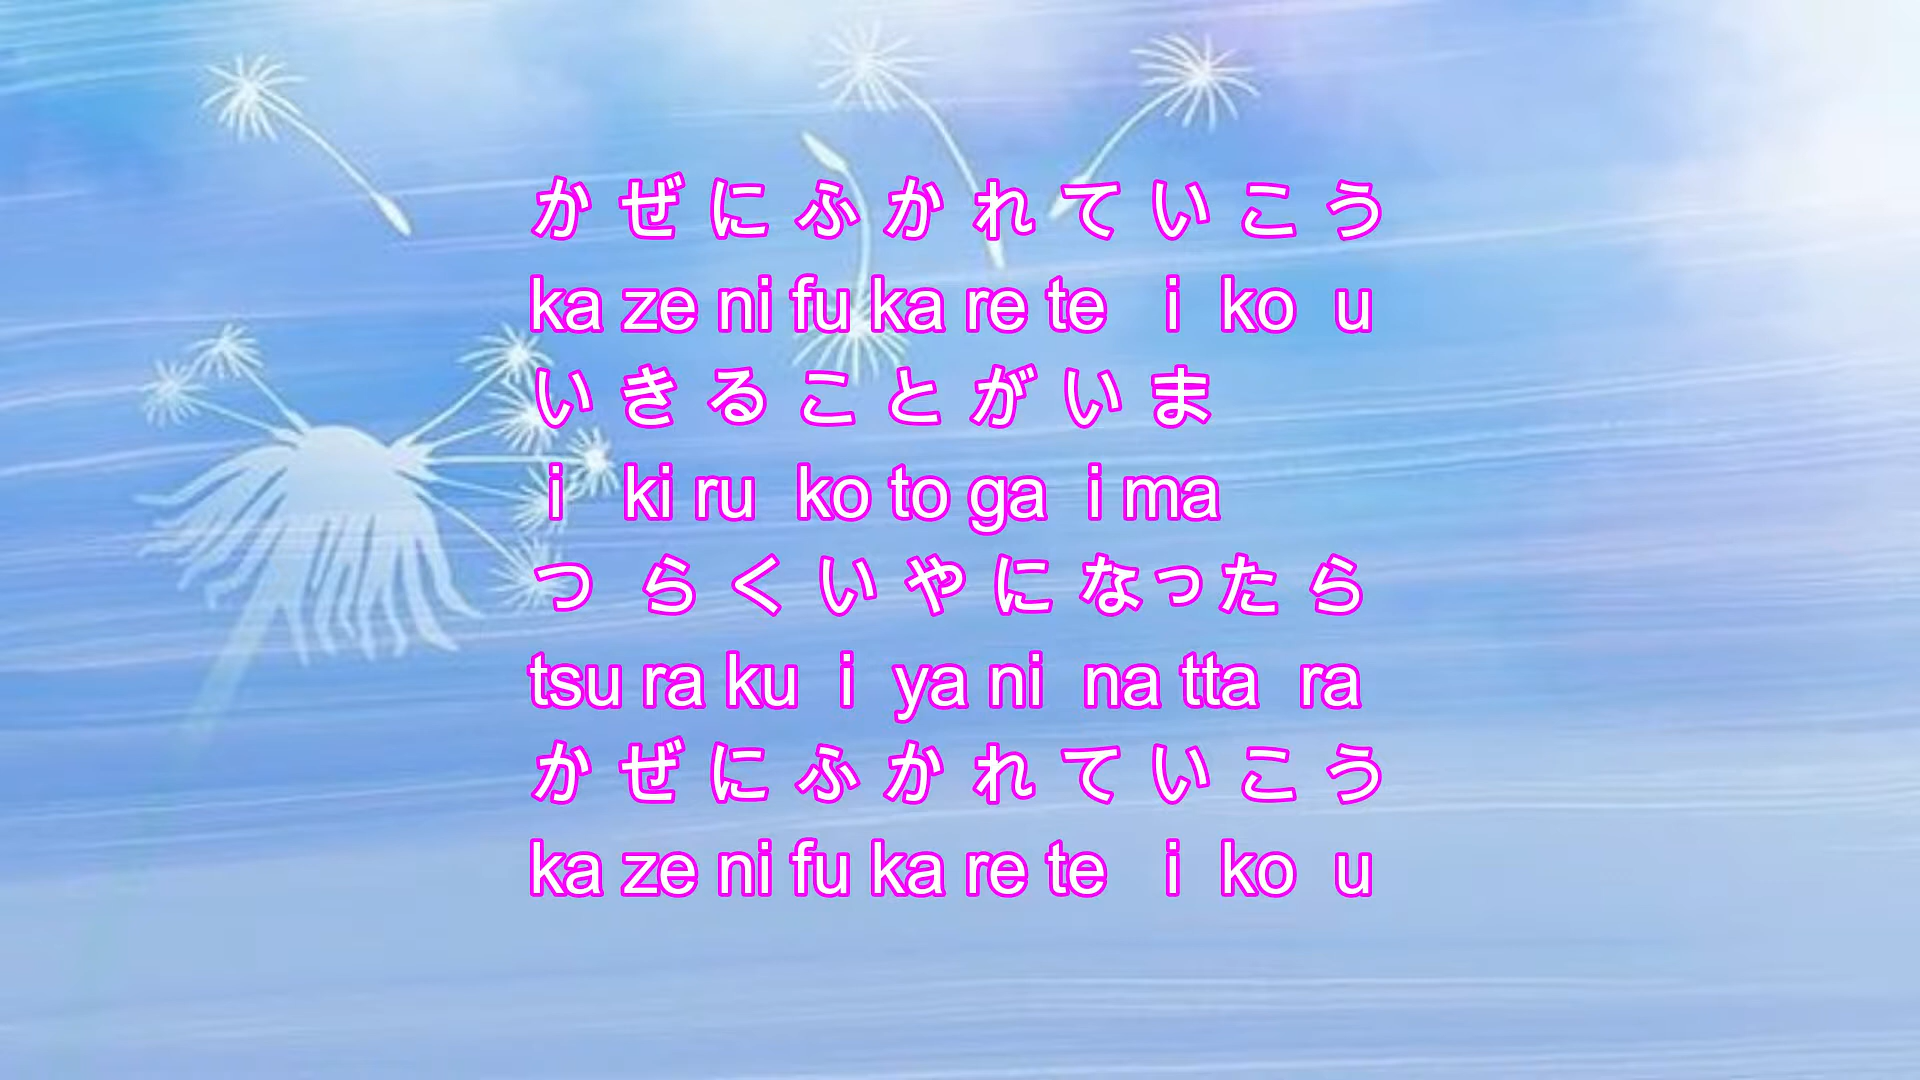 か ぜ に ふ か れ て い こ う
ka ze ni fu ka re te i ko u
い き る こ と が い ま
i ki ru ko to ga i ma
つ ら く い や に な っ た ら
tsu ra ku i ya ni na tta ra
か ぜ に ふ か れ て い こ う
ka ze ni fu ka re te i ko u